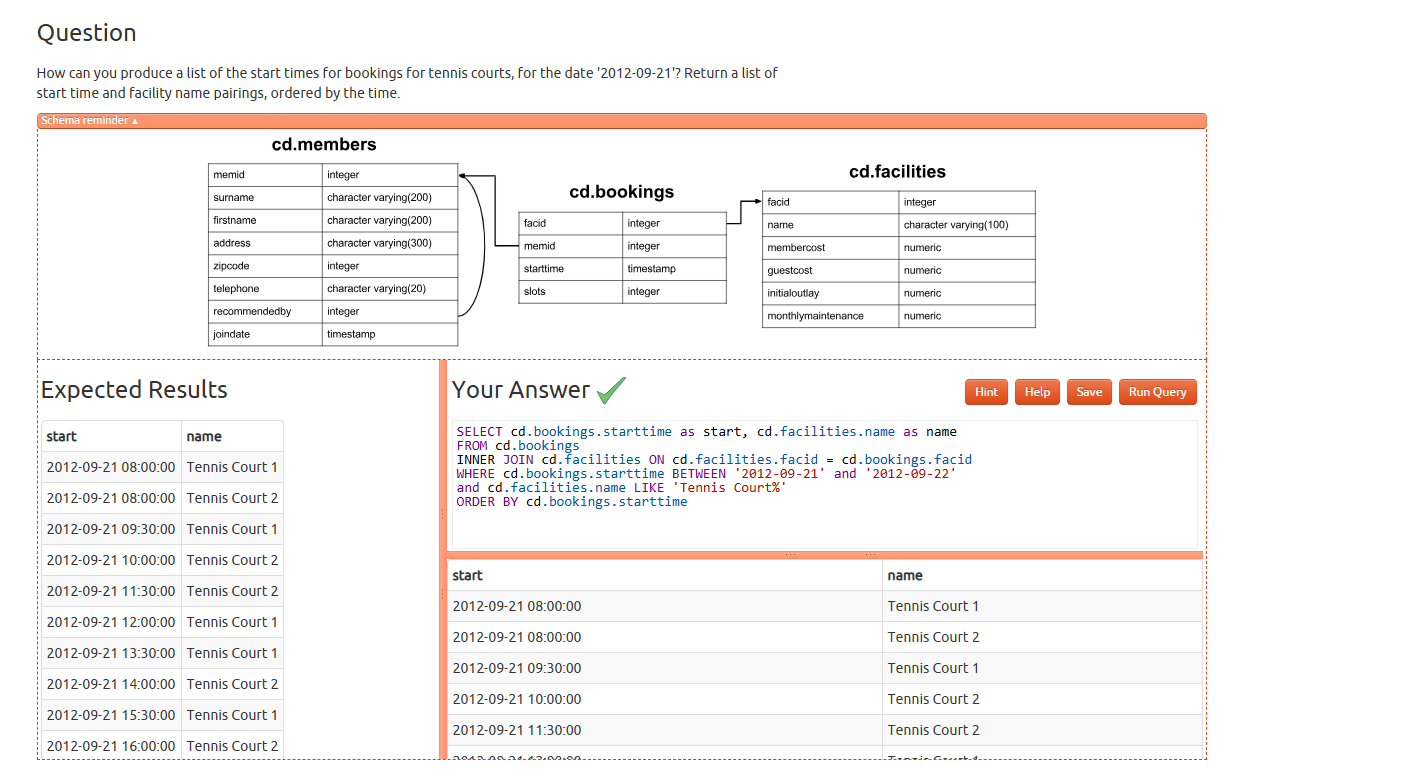 Question
How can you produce a list of the start times for bookings for tennis courts, for the date '2012-09-21'? Return a list of
start time and facility name pairings, ordered by the time.
Schema reminder ▲
cd.members
memid integer
surname character varying(200)
firstname character varying(200)
address character varying(300)
zipcode integer
telephone character varying(20)
recommendedby integer
joindate timestamp
cd.bookings
facid integer
memid integer
starttime timestamp
slots integer
cd.facilities
facid integer
name character varying(100)
membercost numeric
guestcost numeric
initialoutlay numeric
monthlymaintenance numeric
Expected Results
start name
2012-09-21 08:00:00 Tennis Court 1
2012-09-21 08:00:00 Tennis Court 2
2012-09-21 09:30:00 Tennis Court 1
2012-09-21 10:00:00 Tennis Court 2
2012-09-21 11:30:00 Tennis Court 2
2012-09-21 12:00:00 Tennis Court 1
2012-09-21 13:30:00 Tennis Court 1
2012-09-21 14:00:00 Tennis Court 2
2012-09-21 15:30:00 Tennis Court 1
2012-09-21 16:00:00 Tennis Court 2
Your Answer
Hint Help Save Run Query
SELECT cd.bookings.starttime as start, cd.facilities.name as name
FROM cd.bookings
INNER JOIN cd.facilities ON cd.facilities.facid = cd.bookings.facid
WHERE cd.bookings.starttime BETWEEN '2012-09-21' and '2012-09-22'
and cd.facilities.name LIKE 'Tennis Court%'
ORDER BY cd.bookings.starttime
start name
2012-09-21 08:00:00 Tennis Court 1
2012-09-21 08:00:00 Tennis Court 2
2012-09-21 09:30:00 Tennis Court 1
2012-09-21 10:00:00 Tennis Court 2
2012-09-21 11:30:00 Tennis Court 2